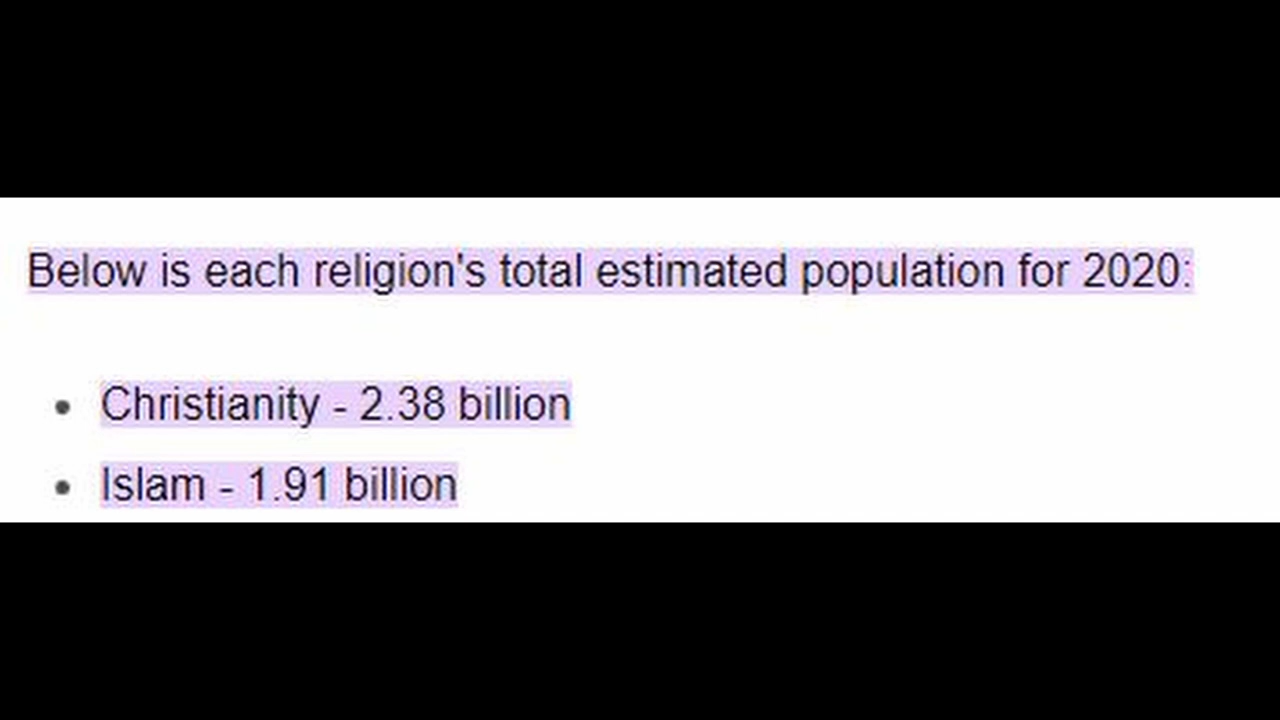 Below is each religion's total estimated population for 2020:
• Christianity - 2.38 billion
• Islam - 1.91 billion